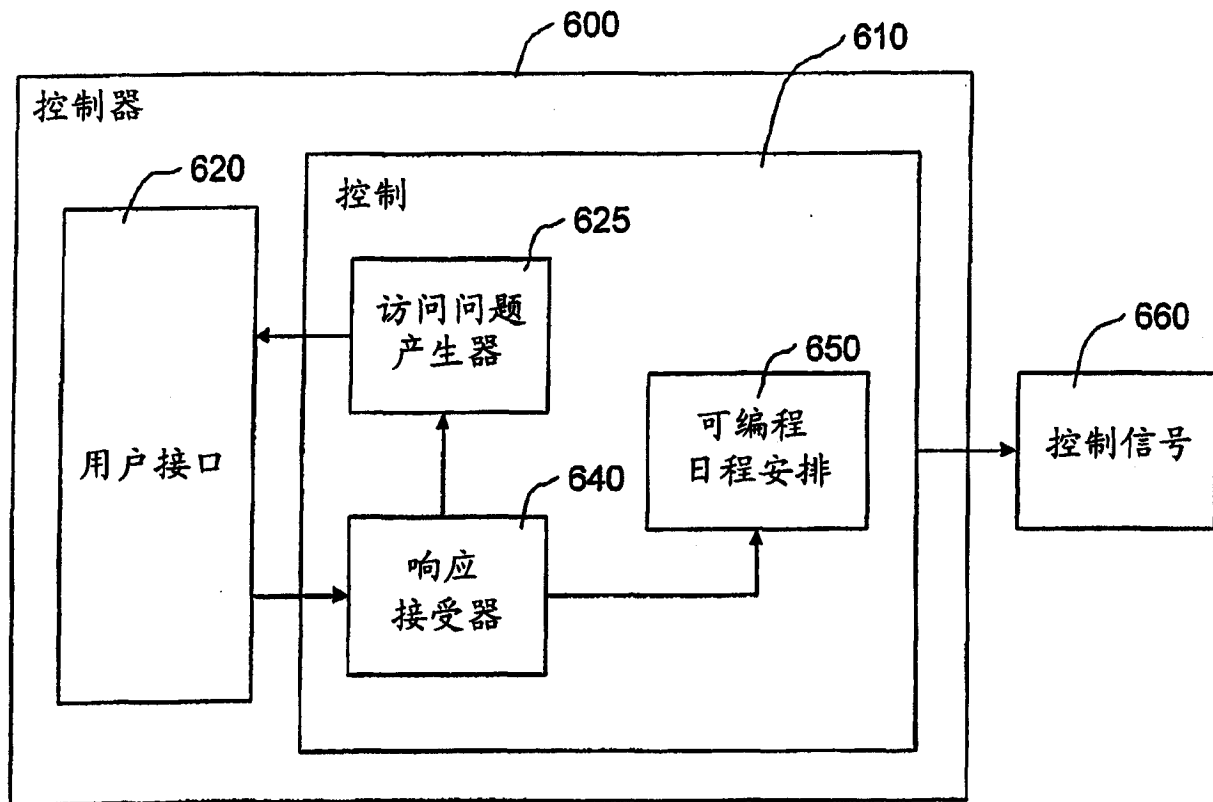 600
610
控制器
620
控制
625
访问问题
产生器
650
660
用户接口
可编程
日程安排
控制信号
640
响应
接受器